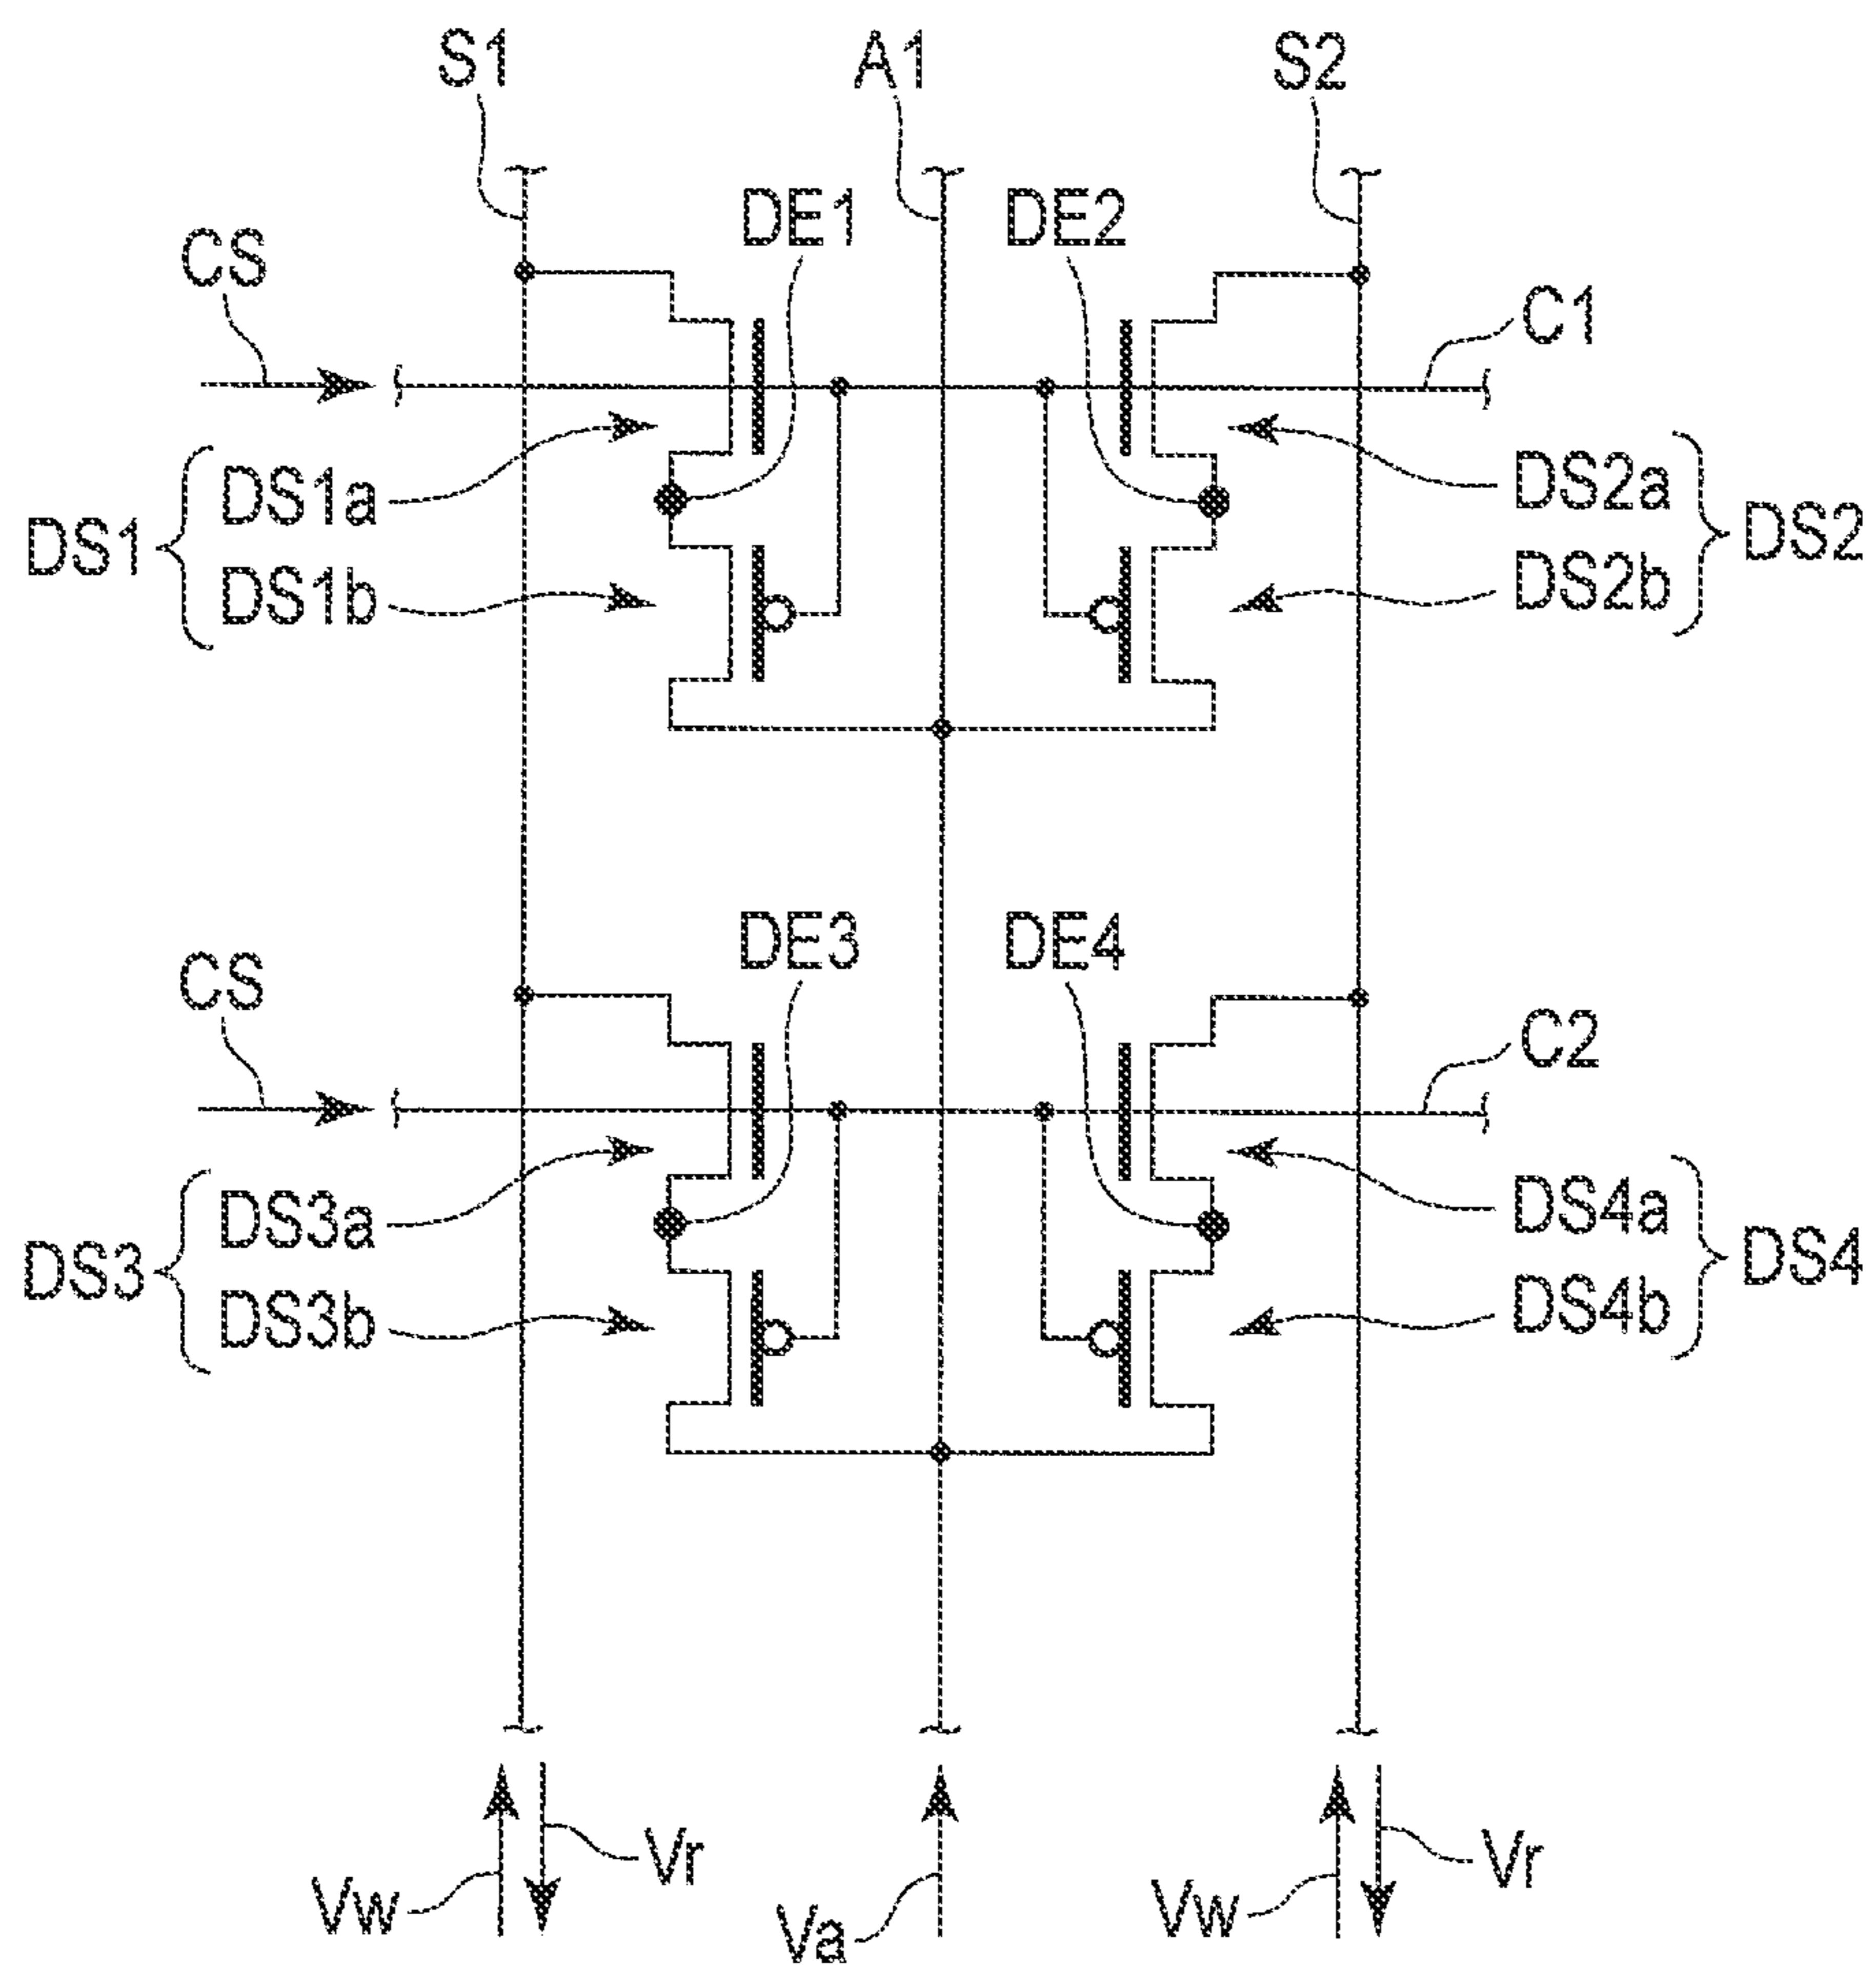 S1 A1 S2
DE1 DE2
CS
C1
DS1a DS2a
DS1 DS2
DS1b DS2b
DE3 DE4
CS
C2
DS3a DS4a
DS3 DS4
DS3b DS4b
Vr Vr
Vw Va Vw